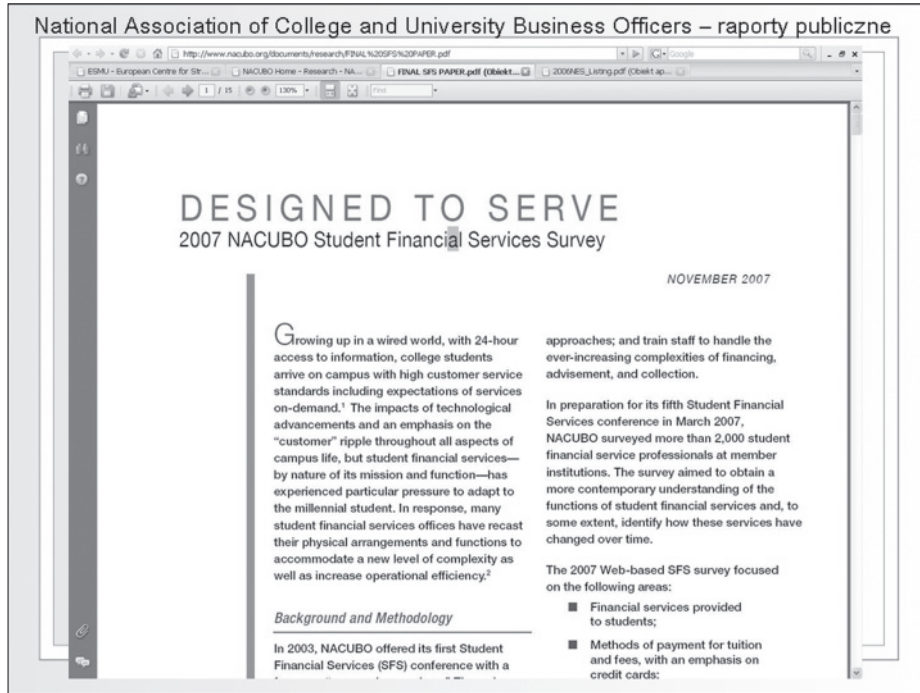 National Association of College and University Business Officers – raporty publiczne
http://www.nacubo.org/documents/research/FINAL%20SFS%20PAPER.pdf
Google
ESMU - European Centre for Str...
NACUBO Home - Research - NA...
FINAL SFS PAPER.pdf (Obiekt...
2006NES_Listing.pdf (Obiekt ap...
1 / 15
130%
Find
DESIGNED TO SERVE
2007 NACUBO Student Financial Services Survey
NOVEMBER 2007
Growing up in a wired world, with 24-hour
access to information, college students
arrive on campus with high customer service
standards including expectations of services
on-demand.¹ The impacts of technological
advancements and an emphasis on the
“customer” ripple throughout all aspects of
campus life, but student financial services—
by nature of its mission and function—has
experienced particular pressure to adapt to
the millennial student. In response, many
student financial services offices have recast
their physical arrangements and functions to
accommodate a new level of complexity as
well as increase operational efficiency.²
Background and Methodology
In 2003, NACUBO offered its first Student
Financial Services (SFS) conference with a
approaches; and train staff to handle the
ever-increasing complexities of financing,
advisement, and collection.
In preparation for its fifth Student Financial
Services conference in March 2007,
NACUBO surveyed more than 2,000 student
financial service professionals at member
institutions. The survey aimed to obtain a
more contemporary understanding of the
functions of student financial services and, to
some extent, identify how these services have
changed over time.
The 2007 Web-based SFS survey focused
on the following areas:
■ Financial services provided
to students;
■ Methods of payment for tuition
and fees, with an emphasis on
credit cards;